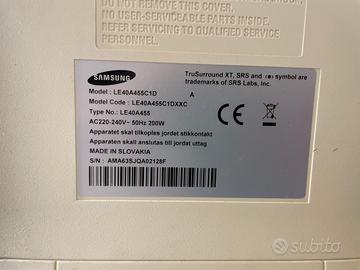 DO NOT REMOVE THIS COVER.
NO USER-SERVICEABLE PARTS INSIDE.
REFER SERVICING TO QUALIFIED SERVICE
PERSONNEL.
SAMSUNG
TruSurround XT, SRS and (●) symbol are
trademarks of SRS Labs, Inc.
Model : LE40A455C1D
A
Model Code : LE40A455C1DXXC
Type No.: LE40A455
AC220-240V~ 50Hz 200W
Apparatet skal tilkoples jordet stikkontakt
Apparaten skall anslutas till jordat uttag
MADE IN SLOVAKIA
S/N : AMA63SJQA02128F
subito